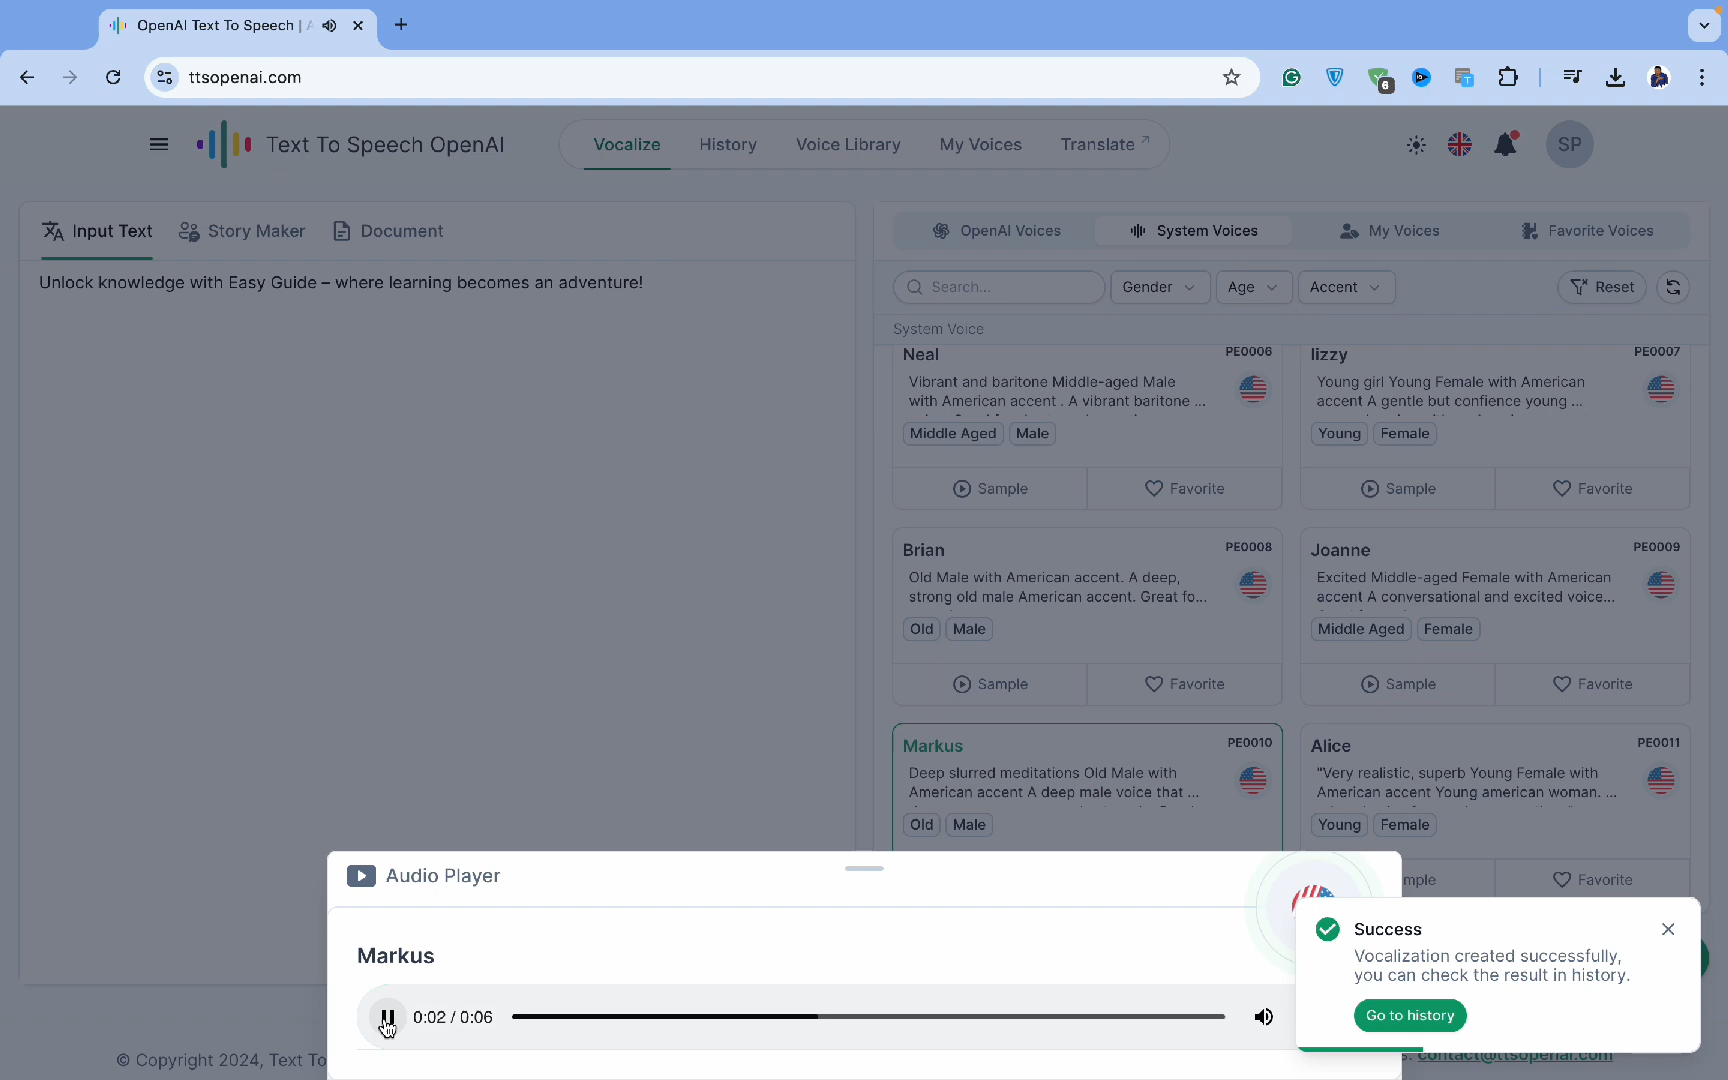 OpenAI Text To Speech | A
ttsopenai.com
6
Text To Speech OpenAI
Vocalize
History
Voice Library
My Voices
Translate
SP
Input Text
Story Maker
Document
OpenAI Voices
System Voices
My Voices
Favorite Voices
Unlock knowledge with Easy Guide – where learning becomes an adventure!
Search...
Gender
Age
Accent
Reset
System Voice
Neal
PE0006
Vibrant and baritone Middle-aged Male
with American accent . A vibrant baritone ...
Middle Aged
Male
Sample
Favorite
lizzy
PE0007
Young girl Young Female with American
accent A gentle but confience young ...
Young
Female
Sample
Favorite
Brian
PE0008
Old Male with American accent. A deep,
strong old male American accent. Great fo...
Old
Male
Sample
Favorite
Joanne
PE0009
Excited Middle-aged Female with American
accent A conversational and excited voice...
Middle Aged
Female
Sample
Favorite
Markus
PE0010
Deep slurred meditations Old Male with
American accent A deep male voice that ...
Old
Male
Alice
PE0011
"Very realistic, superb Young Female with
American accent Young american woman. ...
Young
Female
mple
Favorite
Audio Player
Markus
0:02 / 0:06
Success
Vocalization created successfully,
you can check the result in history.
Go to history
© Copyright 2024, Text To
s: contact@ttsopenai.com